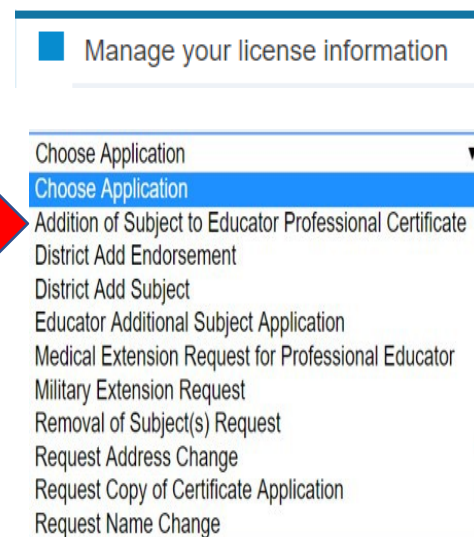 Manage your license information
Choose Application
Choose Application
Addition of Subject to Educator Professional Certificate
District Add Endorsement
District Add Subject
Educator Additional Subject Application
Medical Extension Request for Professional Educator
Military Extension Request
Removal of Subject(s) Request
Request Address Change
Request Copy of Certificate Application
Request Name Change